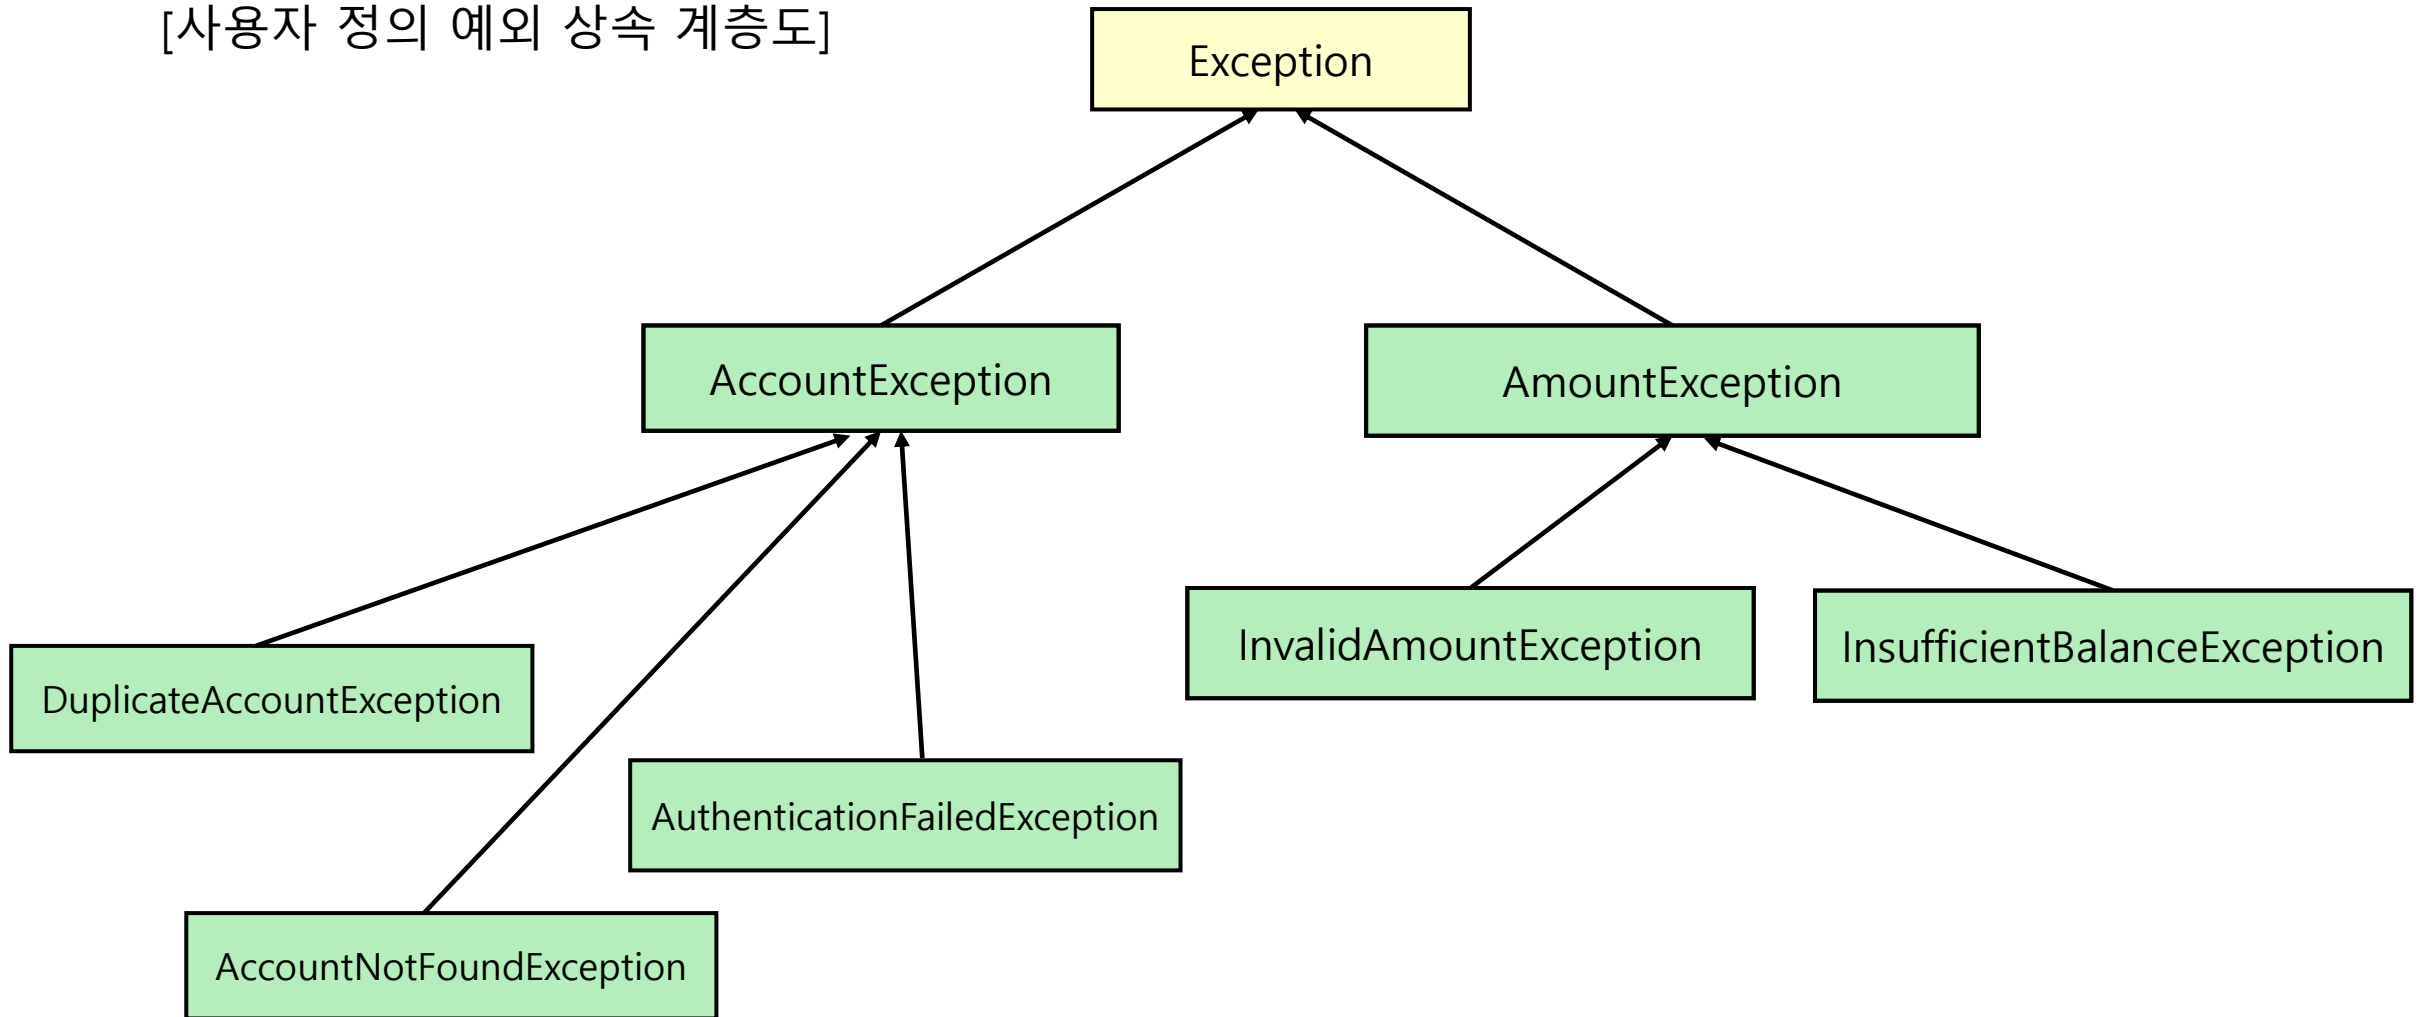 [사용자 정의 예외 상속 계층도]
Exception
AccountException
AmountException
DuplicateAccountException
InvalidAmountException
InsufficientBalanceException
AuthenticationFailedException
AccountNotFoundException